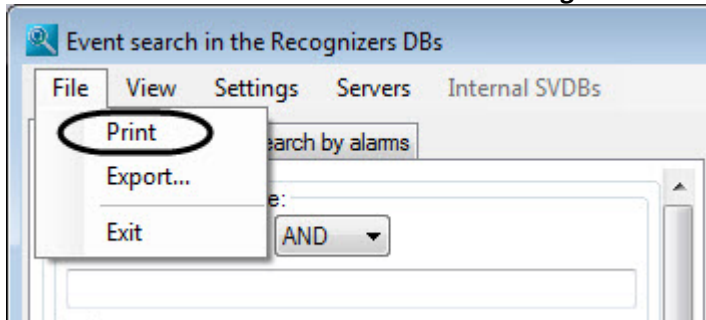 Event search in the Recognizers DBs
File View Settings Servers Internal SVDBs
Print
earch by alarms
Export...
e:
Exit
AND